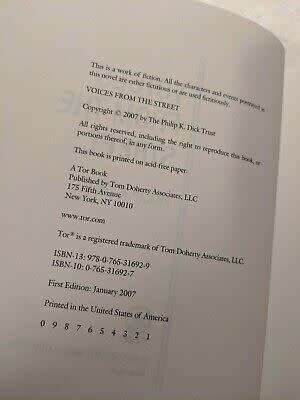 This is a work of fiction. All the characters and events portrayed in
this novel are either fictitious or are used fictitiously.
VOICES FROM THE STREET
Copyright © 2007 by The Philip K. Dick Trust
All rights reserved, including the right to reproduce this book, or
portions thereof, in any form.
This book is printed on acid-free paper.
A Tor Book
Published by Tom Doherty Associates, LLC
175 Fifth Avenue
New York, NY 10010
www.tor.com
Tor® is a registered trademark of Tom Doherty Associates, LLC
ISBN-13: 978-0-765-31692-9
ISBN-10: 0-765-31692-7
First Edition: January 2007
Printed in the United States of America
0 9 8 7 6 5 4 3 2 1